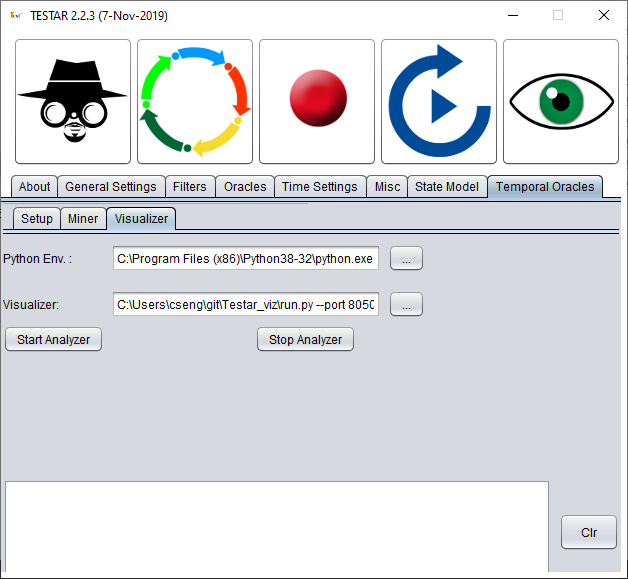 TESTAR 2.2.3 (7-Nov-2019)
About General Settings Filters Oracles Time Settings Misc State Model Temporal Oracles
Setup Miner Visualizer
Python Env. : C:\Program Files (x86)\Python38-32\python.exe ...
Visualizer: C:\Users\cseng\git\Testar_viz\run.py --port 8050 ...
Start Analyzer Stop Analyzer
Clr